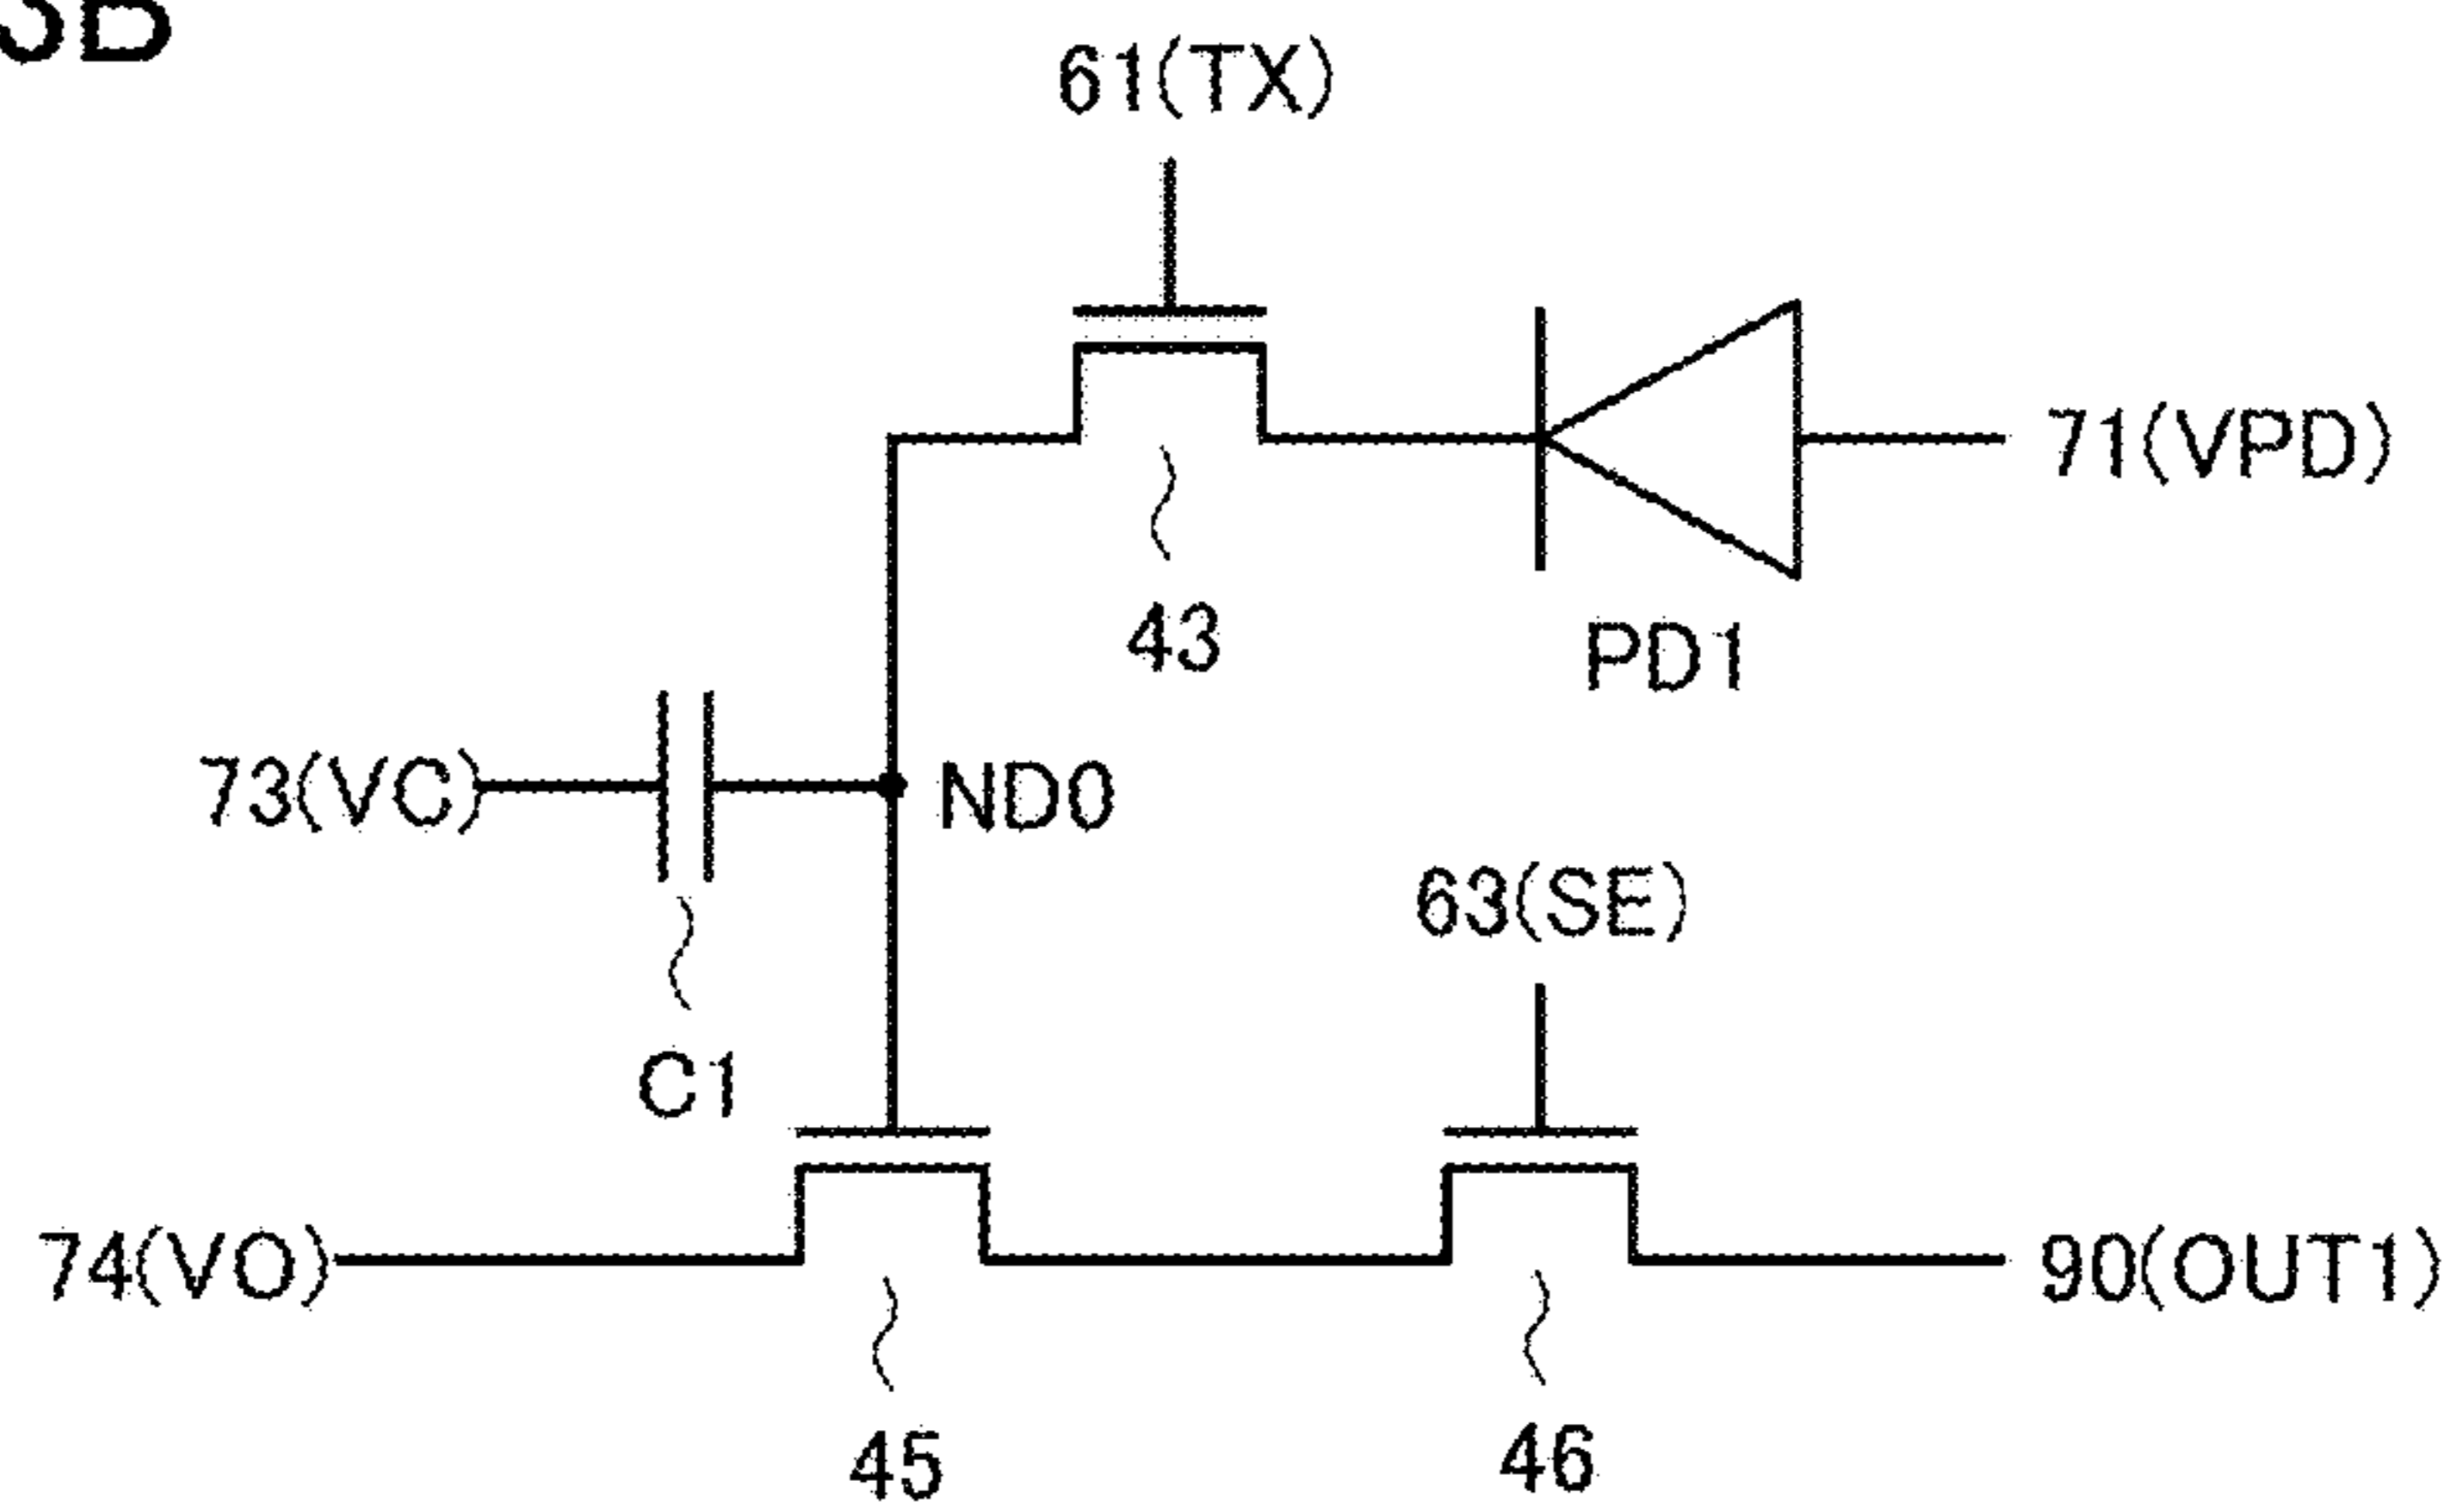 61(TX)
71(VPD)
43
PD1
73(VC)
ND0
63(SE)
C1
74(VO)
90(OUT1)
45
46